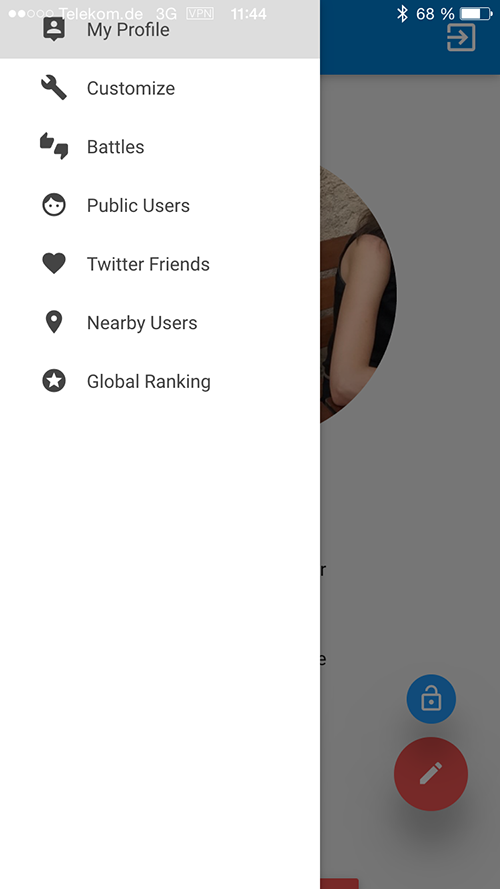 Telekom.de 3G VPN 11:44 68 %
My Profile
Customize
Battles
Public Users
Twitter Friends
Nearby Users
Global Ranking
r
e